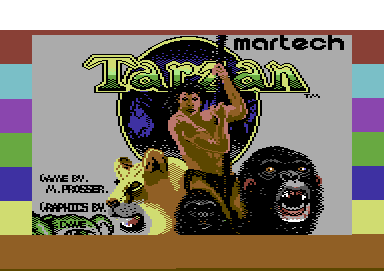 martech
Tarzan
TM
GAME BY.
M.PROSSER.
GRAPHICS BY